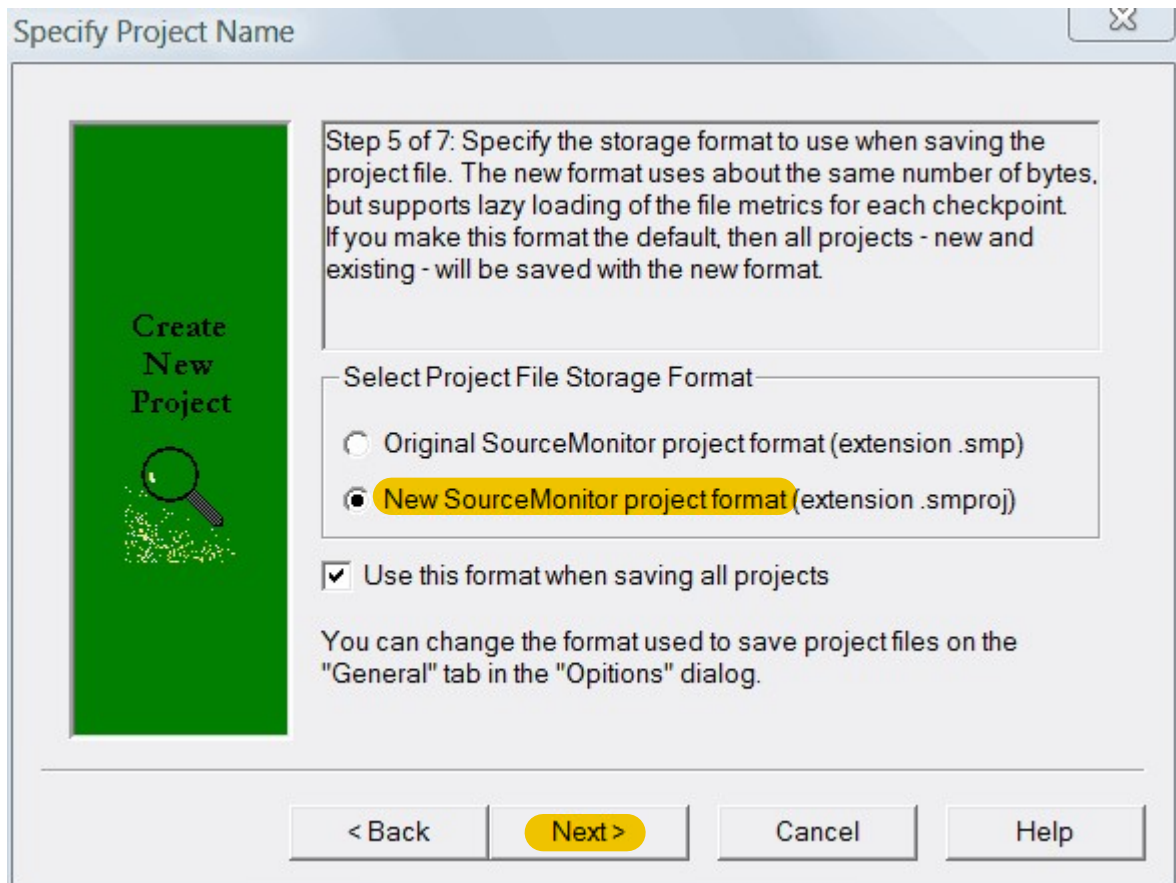 Specify Project Name
Step 5 of 7: Specify the storage format to use when saving the
project file. The new format uses about the same number of bytes,
but supports lazy loading of the file metrics for each checkpoint.
If you make this format the default, then all projects - new and
existing - will be saved with the new format.
Create
New
Project
Select Project File Storage Format
Original SourceMonitor project format (extension .smp)
New SourceMonitor project format (extension .smproj)
Use this format when saving all projects
You can change the format used to save project files on the
"General" tab in the "Opitions" dialog.
< Back Next > Cancel Help